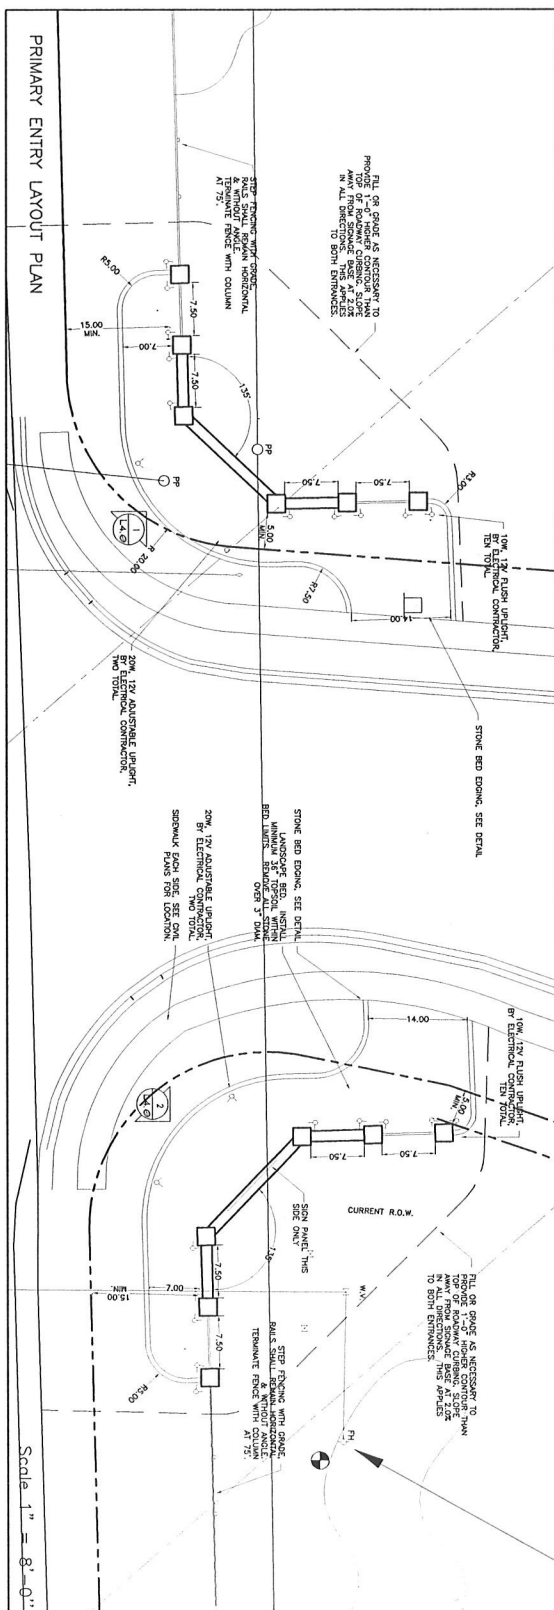 PRIMARY ENTRY LAYOUT PLAN
FILL OR GRADE AS NECESSARY TO
PROVIDE 1'-0" HIGHER CONTOUR THAN
TOP OF ROADWAY CURBING. SLOPE
AWAY FROM SIGNAGE BASE AT 2.0%
IN ALL DIRECTIONS. THIS APPLIES
TO BOTH ENTRANCES.
STEP FENCING WITH GRADE,
RAILS SHALL REMAIN HORIZONTAL
& WITHOUT ANGLE.
TERMINATE FENCE WITH COLUMN
AT 75'.
R5.00
15.00
MIN.
7.00
7.50
7.50
135°
PP
PP
7.50
7.50
R3.00
5.00
MIN.
10W, 12V FLUSH UPLIGHT,
BY ELECTRICAL CONTRACTOR,
TEN TOTAL
1
L4.0
R 20.00
R7.50
14.00
20W, 12V ADJUSTABLE UPLIGHT,
BY ELECTRICAL CONTRACTOR,
TWO TOTAL
STONE BED EDGING, SEE DETAIL
STONE BED EDGING, SEE DETAIL
LANDSCAPE BED. INSTALL
MINIMUM 36" TOPSOIL WITHIN
BED LIMITS. REMOVE ALL STONE
OVER 3" DIAM.
20W, 12V ADJUSTABLE UPLIGHT,
BY ELECTRICAL CONTRACTOR,
TWO TOTAL
SIDEWALK EACH SIDE, SEE CIVIL
PLANS FOR LOCATION.
10W, 12V FLUSH UPLIGHT,
BY ELECTRICAL CONTRACTOR,
TEN TOTAL
14.00
5.00
MIN.
2
L4.0
7.50
7.50
SIGN PANEL THIS
SIDE ONLY
CURRENT R.O.W.
135°
7.50
7.50
7.00
15.00
MIN.
R5.00
FILL OR GRADE AS NECESSARY TO
PROVIDE 1'-0" HIGHER CONTOUR THAN
TOP OF ROADWAY CURBING. SLOPE
AWAY FROM SIGNAGE BASE AT 2.0%
IN ALL DIRECTIONS. THIS APPLIES
TO BOTH ENTRANCES.
STEP FENCING WITH GRADE,
RAILS SHALL REMAIN HORIZONTAL
& WITHOUT ANGLE.
TERMINATE FENCE WITH COLUMN
AT 75'.
FH
Scale 1" = 8'-0"